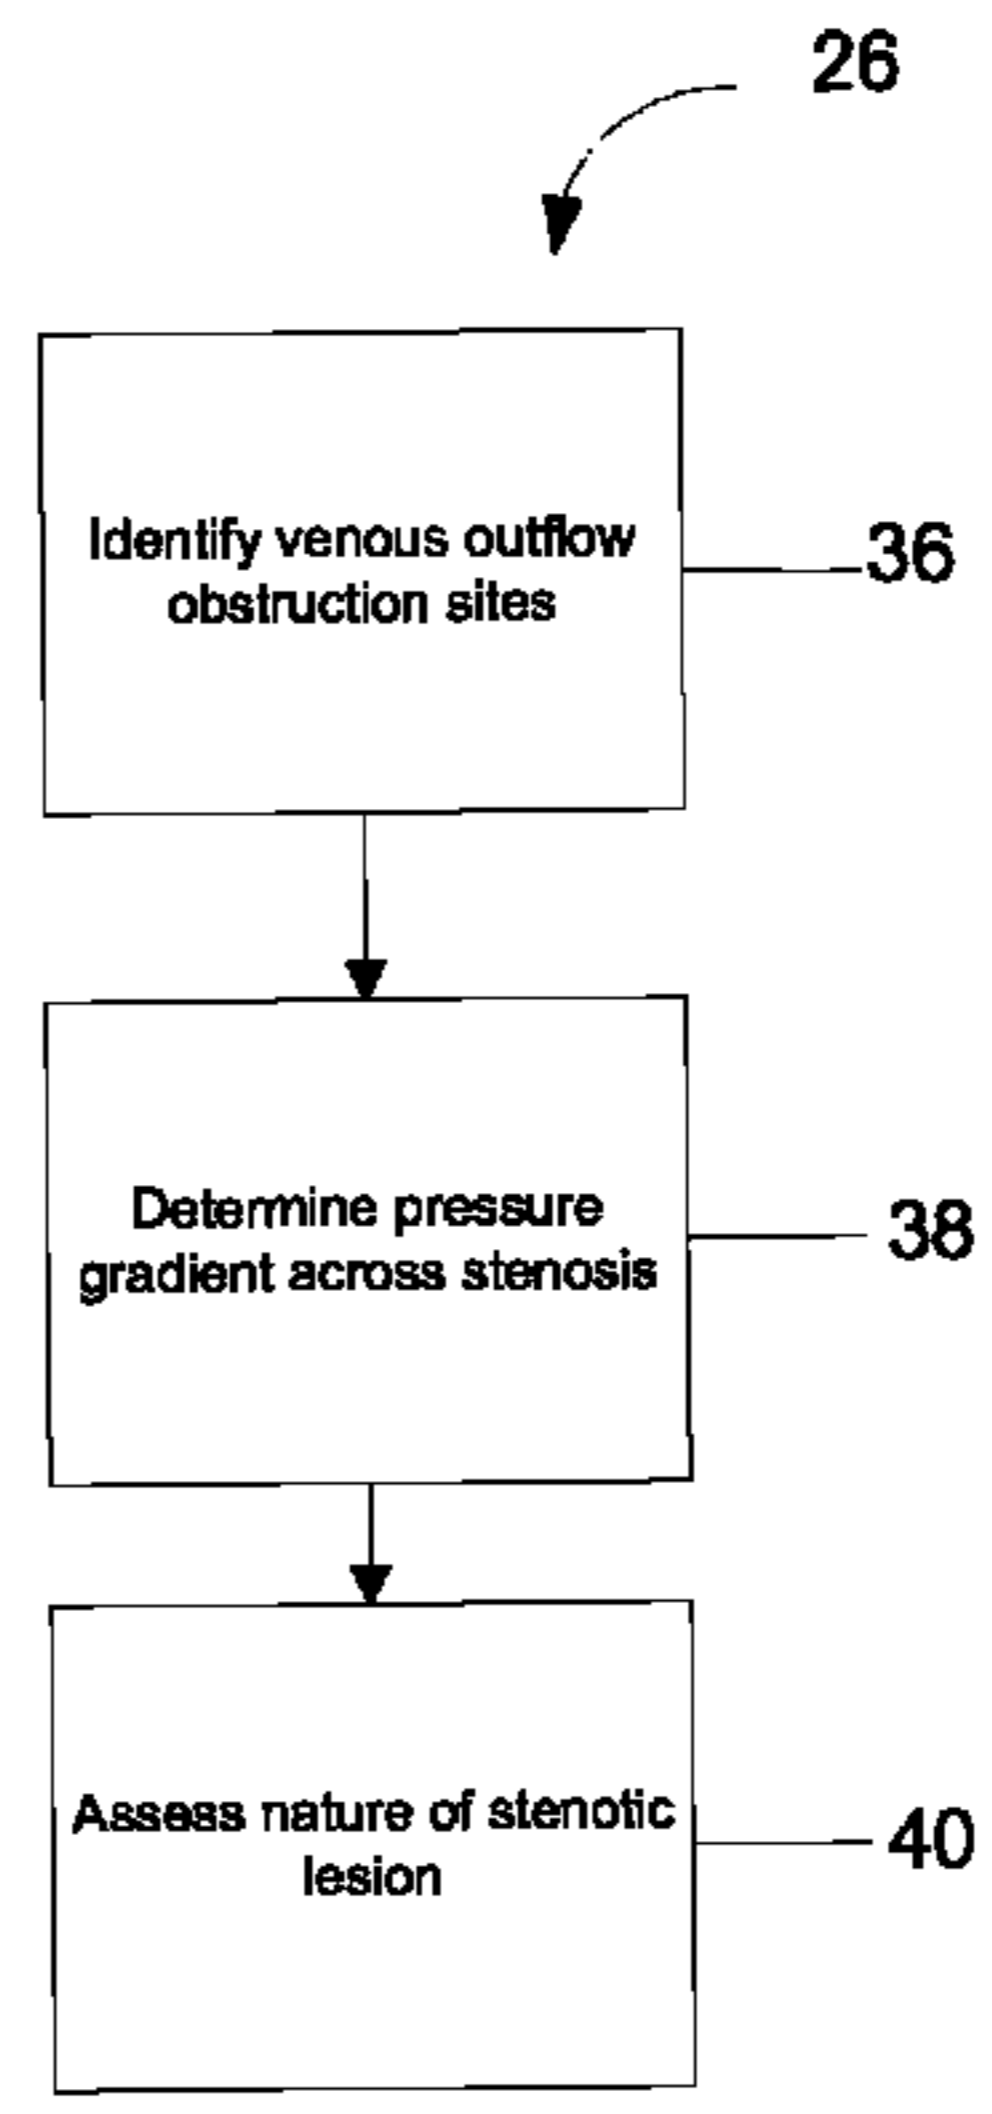 26
Identify venous outflow
obstruction sites
36
Determine pressure
gradient across stenosis
38
Assess nature of stenotic
lesion
40